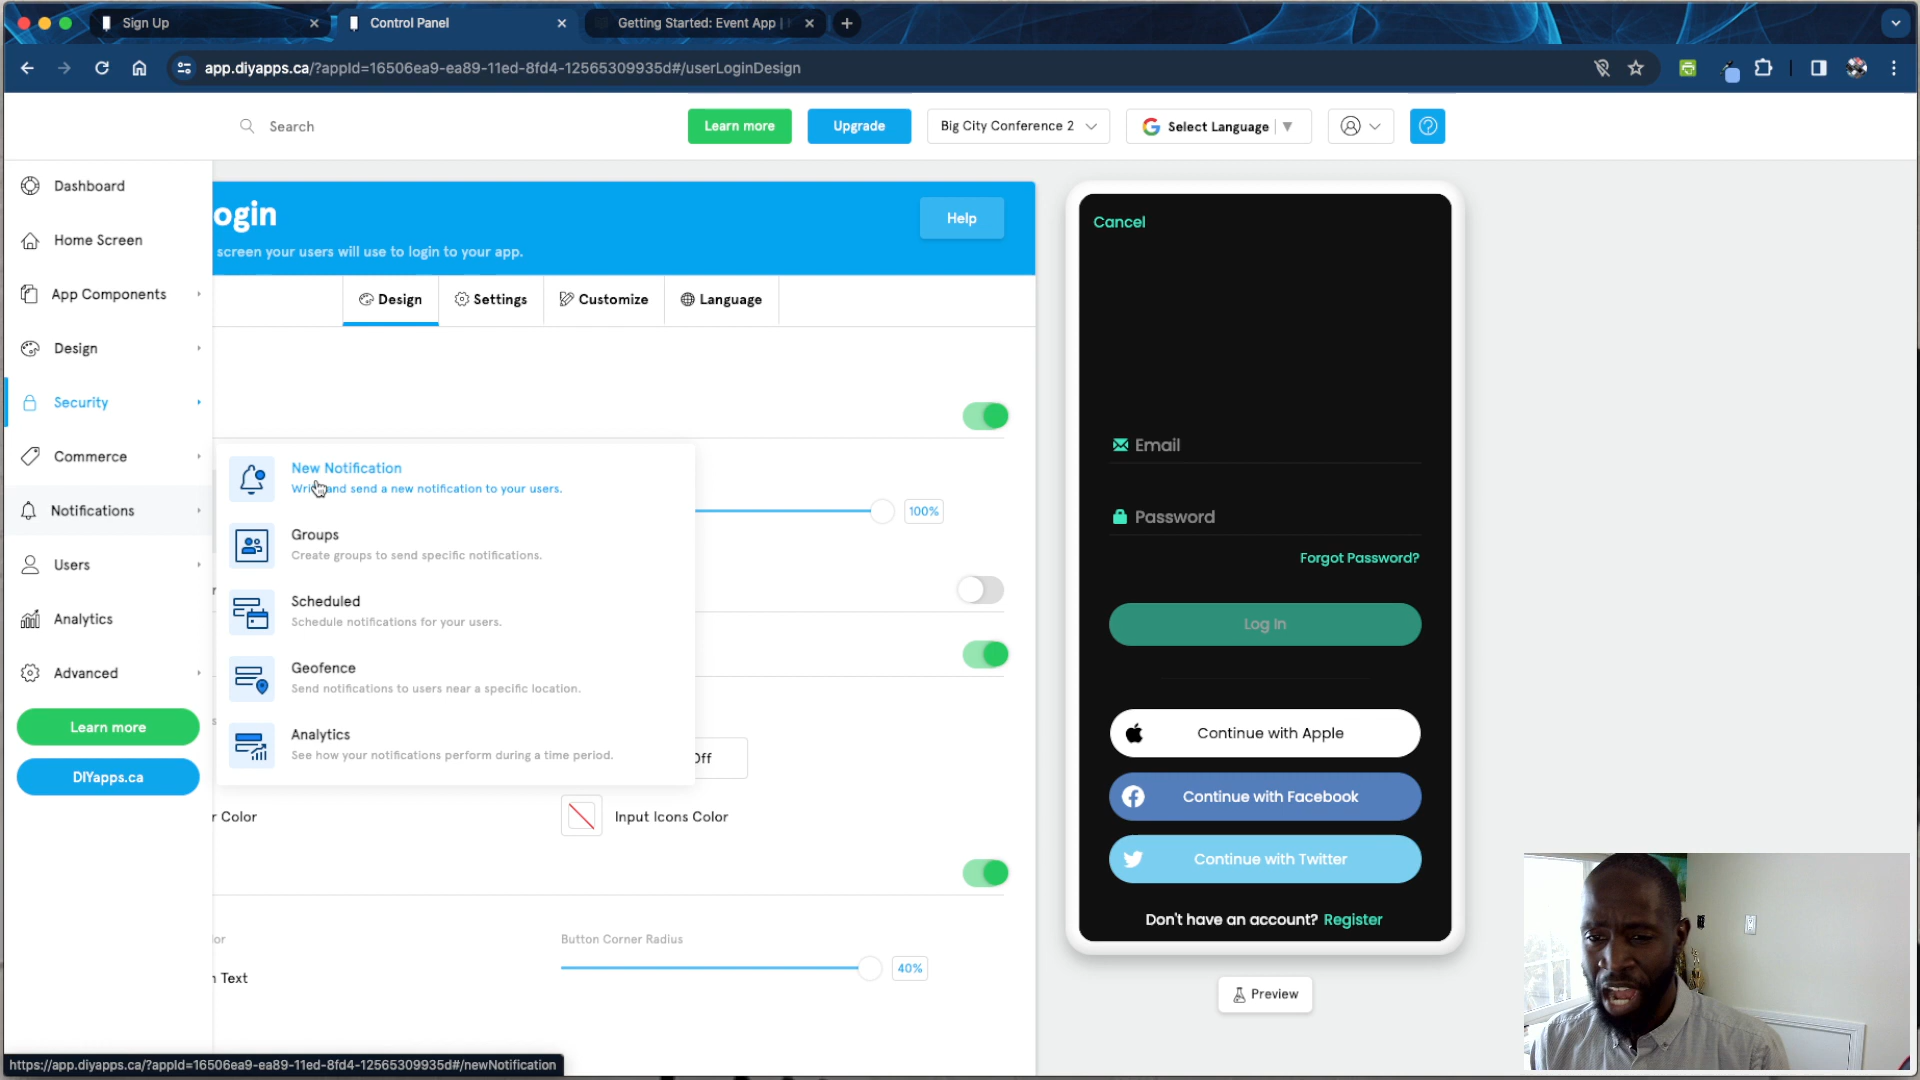 Sign Up
Control Panel
Getting Started: Event App |
app.diyapps.ca/?appId=16506ea9-ea89-11ed-8fd4-12565309935d#/userLoginDesign
Search
Learn more
Upgrade
Big City Conference 2
Select Language
Dashboard
Home Screen
App Components
Design
Security
Commerce
Notifications
Users
Analytics
Advanced
Learn more
DIYapps.ca
ogin
screen your users will use to login to your app.
Help
Design
Settings
Customize
Language
New Notification
Wri and send a new notification to your users.
Groups
Create groups to send specific notifications.
Scheduled
Schedule notifications for your users.
Geofence
Send notifications to users near a specific location.
Analytics
See how your notifications perform during a time period.
100%
Off
r Color
Input Icons Color
or
Button Corner Radius
n Text
40%
Cancel
Email
Password
Forgot Password?
Log In
Continue with Apple
Continue with Facebook
Continue with Twitter
Don't have an account? Register
Preview
https://app.diyapps.ca/?appId=16506ea9-ea89-11ed-8fd4-12565309935d#/newNotification